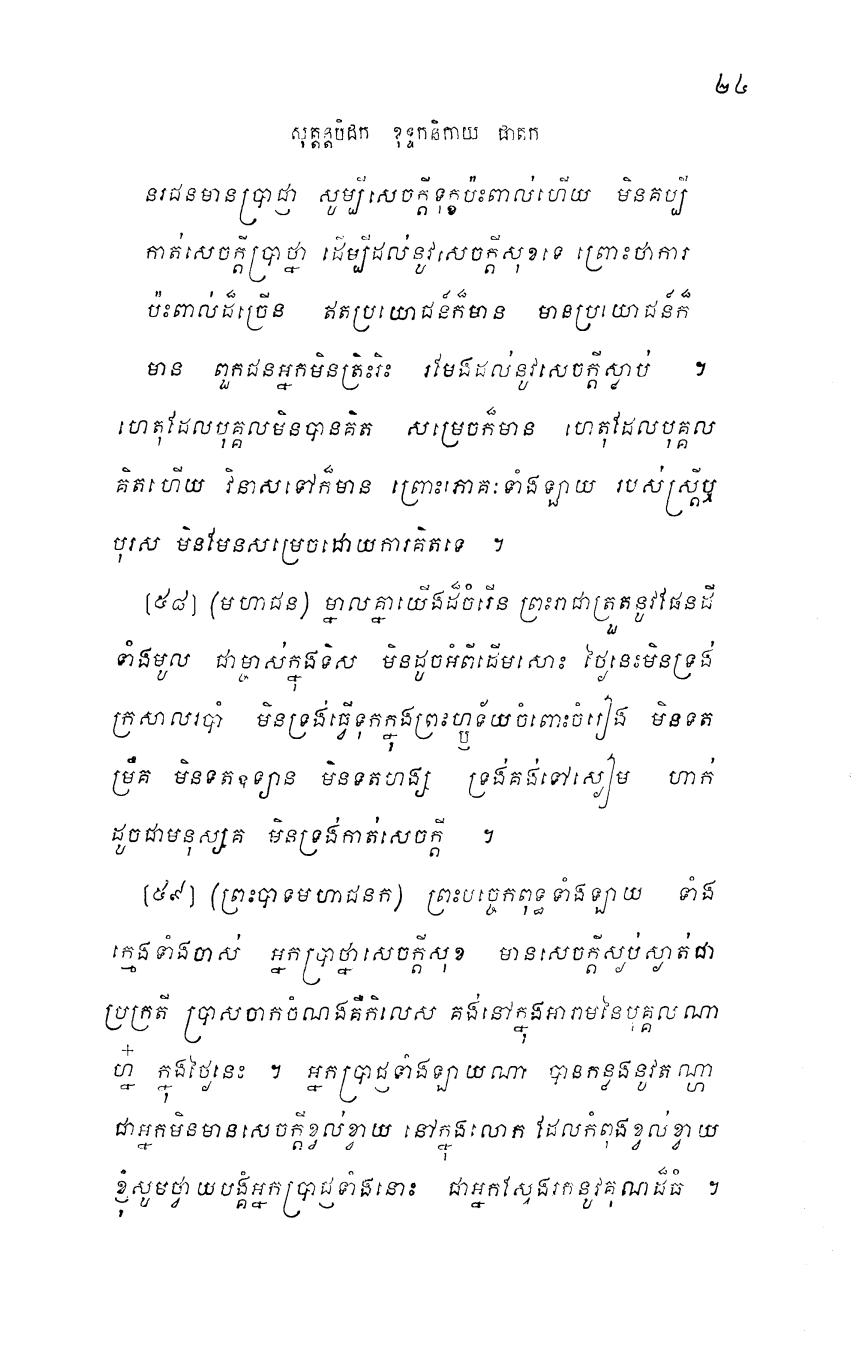 ២៤
សុត្តន្តបិដក ខុទ្ទកនិកាយ ជាតក
នរជនមានប្រាជ្ញា សូម្បីសេចក្តីទុក្ខប៉ះពាល់ហើយ មិនគប្បី
កាត់សេចក្តីប្រាថ្នា ដើម្បីដល់នូវសេចក្តីសុខទេ ព្រោះថាការ
ប៉ះពាល់ដ៏ច្រើន ឥតប្រយោជន៍ក៏មាន មានប្រយោជន៍ក៏
មាន ពួកជនអ្នកមិនត្រិះរិះ រមែងដល់នូវសេចក្តីស្លាប់ ។
ហេតុដែលបុគ្គលមិនបានគិត សម្រេចក៏មាន ហេតុដែលបុគ្គល
គិតហើយ វិនាសទៅក៏មាន ព្រោះភោគៈទាំងឡាយ របស់ស្រ្តីឬ
បុរស មិនមែនសម្រេចដោយការគិតទេ ។
[៥៨] (មហាជន) ម្នាលគ្នាយើងដ៏ចំរើន ព្រះរាជាត្រួតនូវផែនដី
ទាំងមូល ជាម្ចាស់ក្នុងទិស មិនដូចអំពីដើមសោះ ថ្ងៃនេះមិនទ្រង់
ក្រសាលរបាំ មិនទ្រង់ធ្វើទុកក្នុងព្រះហ្ឫទ័យចំពោះចំរៀង មិនទត
ម្រឹគ មិនទតឧទ្យាន មិនទតហង្ស ទ្រង់គង់នៅស្ងៀម ហាក់
ដូចជាមនុស្សគ មិនទ្រង់កាត់សេចក្តី ។
[៥៩] (ព្រះបាទមហាជនក) ព្រះបច្ចេកពុទ្ធទាំងឡាយ ទាំង
ក្មេងទាំងចាស់ អ្នកប្រាថ្នាសេចក្តីសុខ មានសេចក្តីស្ងប់ស្ងាត់ជា
ប្រក្រតី ប្រាសចាកចំណងគឺកិលេស គង់នៅក្នុងអារាមនៃបុគ្គលណា
ហ្ន៎ ក្នុងថ្ងៃនេះ ។ អ្នកប្រាជ្ញទាំងឡាយណា បានកន្លងនូវតណ្ហា
ជាអ្នកមិនមានសេចក្តីខ្វល់ខ្វាយ នៅក្នុងលោក ដែលកំពុងខ្វល់ខ្វាយ
ខ្ញុំសូមថ្វាយបង្គំអ្នកប្រាជ្ញទាំងនោះ ជាអ្នកស្វែងរកនូវគុណដ៏ធំ ។